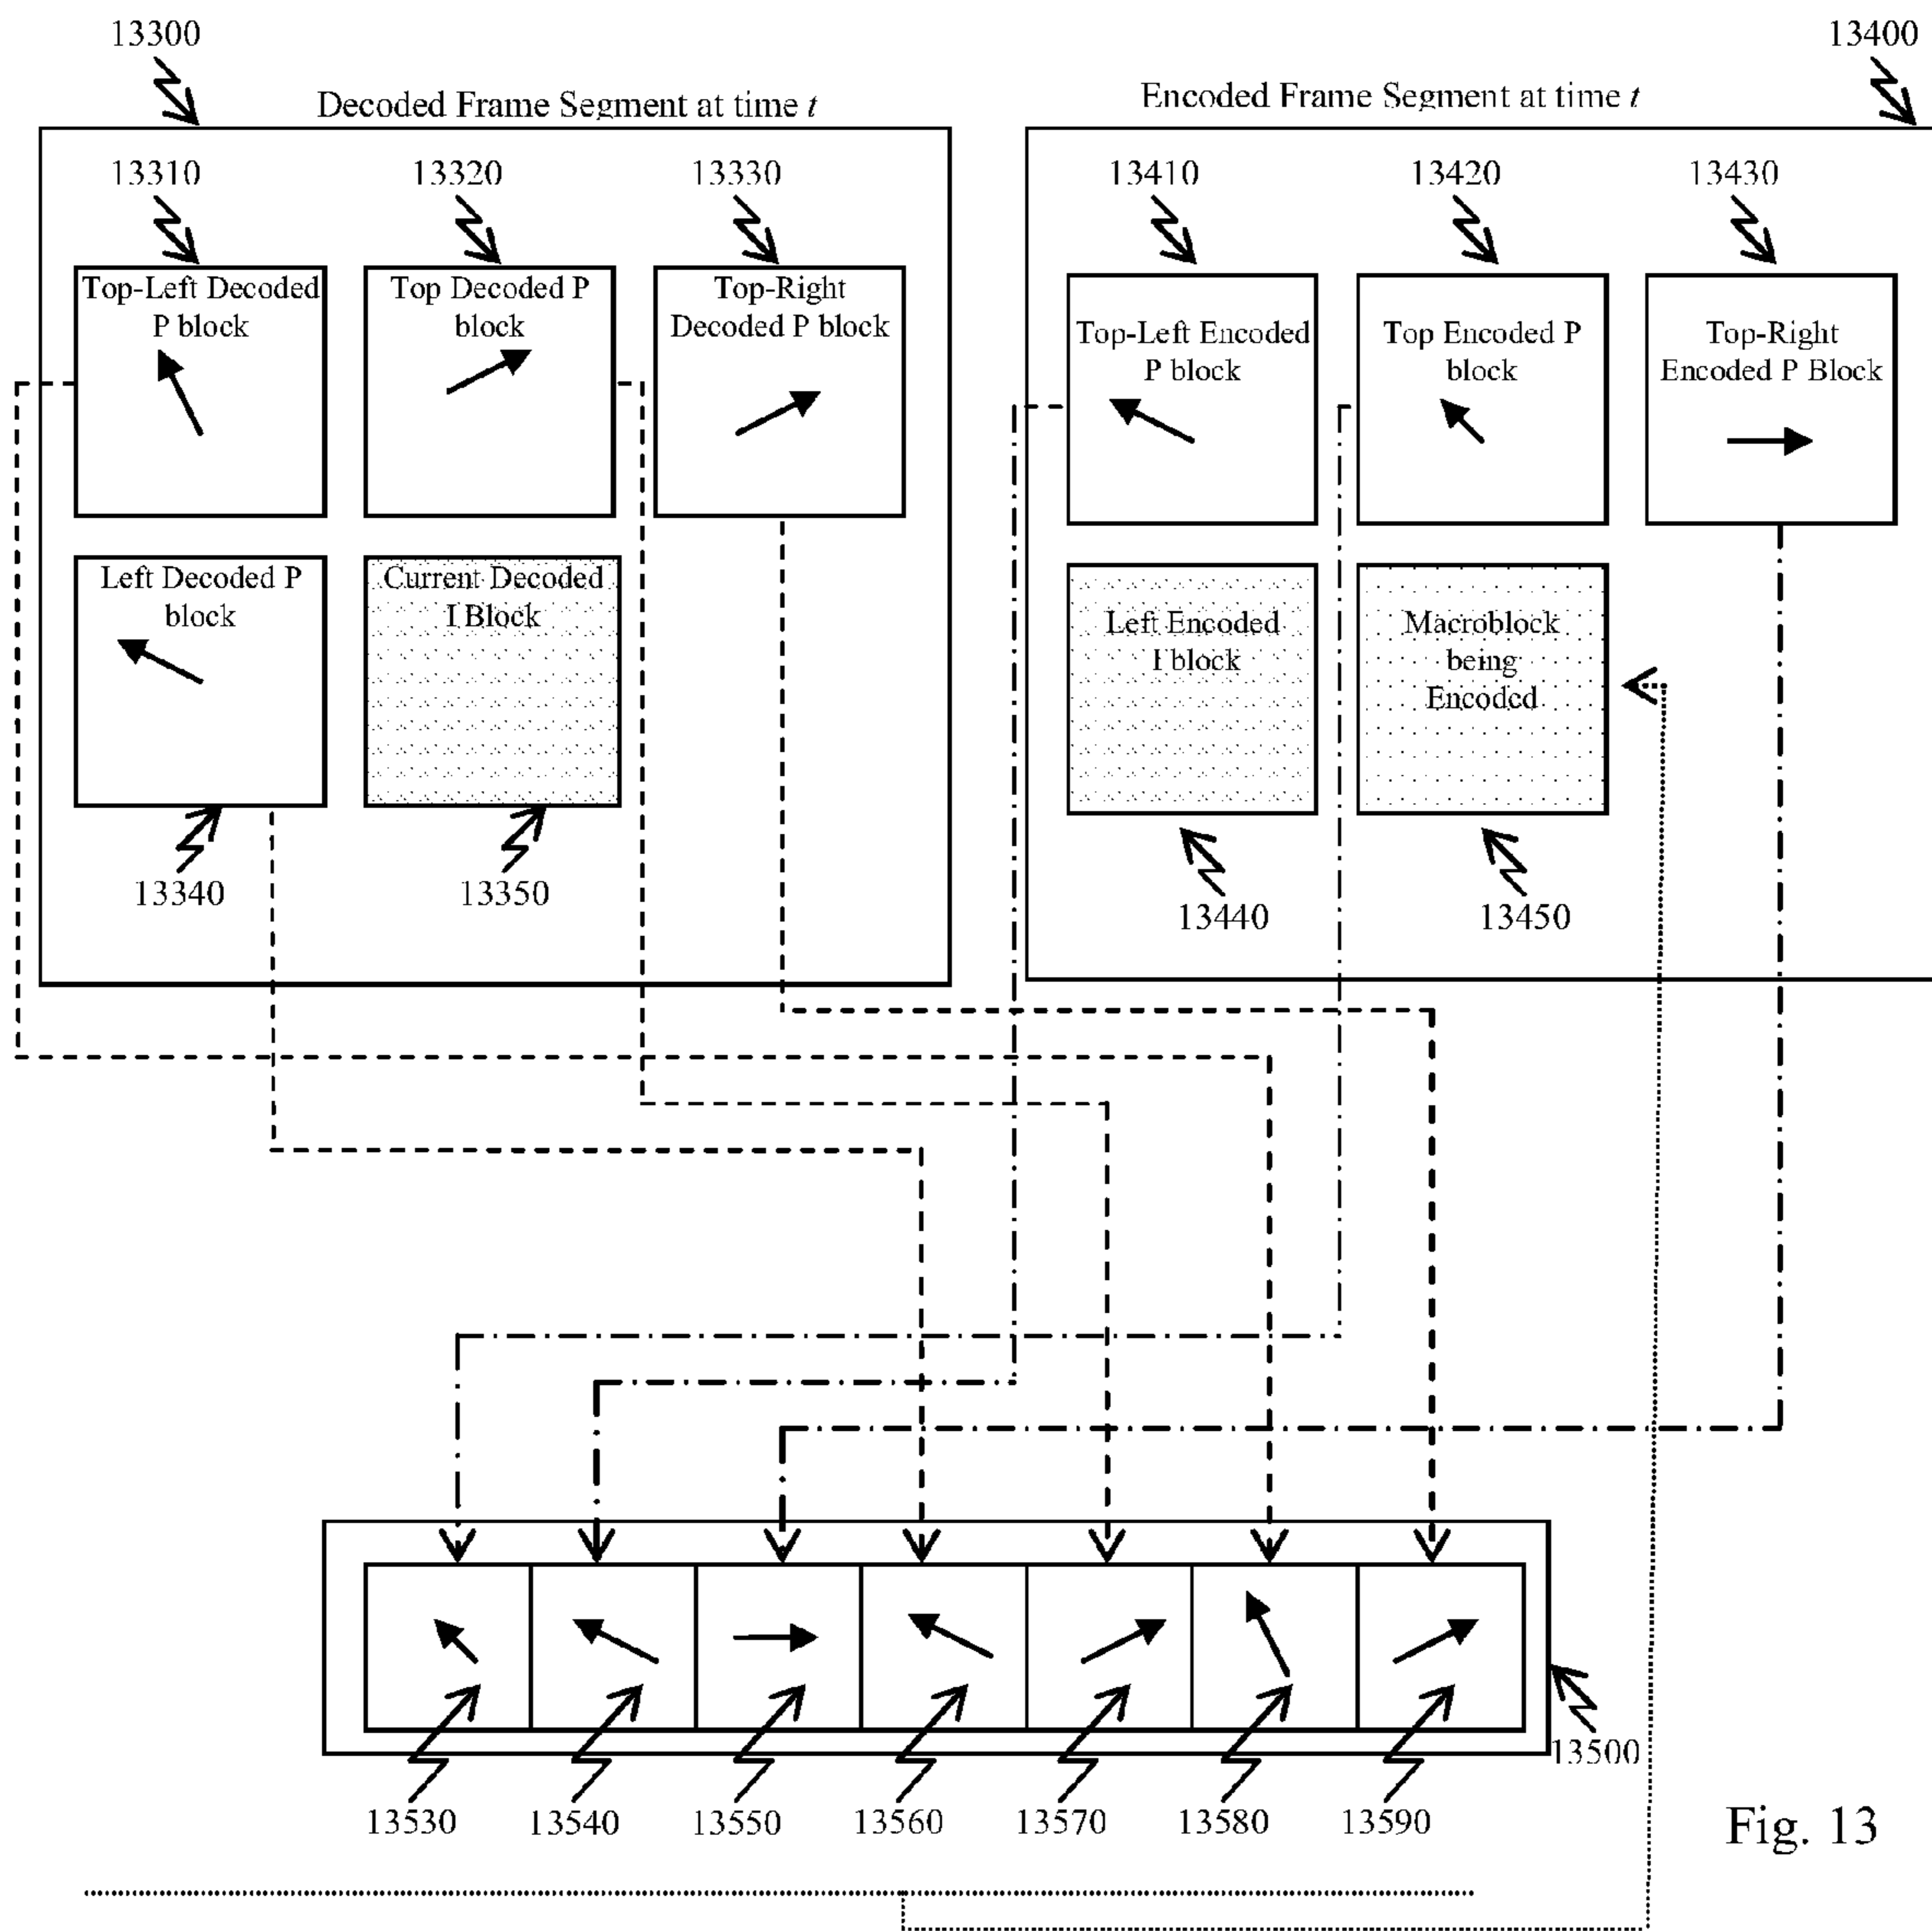 13300
13400
Decoded Frame Segment at time t
Encoded Frame Segment at time t
13310
13320
13330
13410
13420
13430
Top-Left Decoded
P block
Top Decoded P
block
Top-Right
Decoded P block
Top-Left Encoded
P block
Top Encoded P
block
Top-Right
Encoded P Block
Left Decoded P
block
Current Decoded
I Block
Left Encoded
I block
Macroblock
being
Encoded
13340
13350
13440
13450
13500
13530
13540
13550
13560
13570
13580
13590
Fig. 13